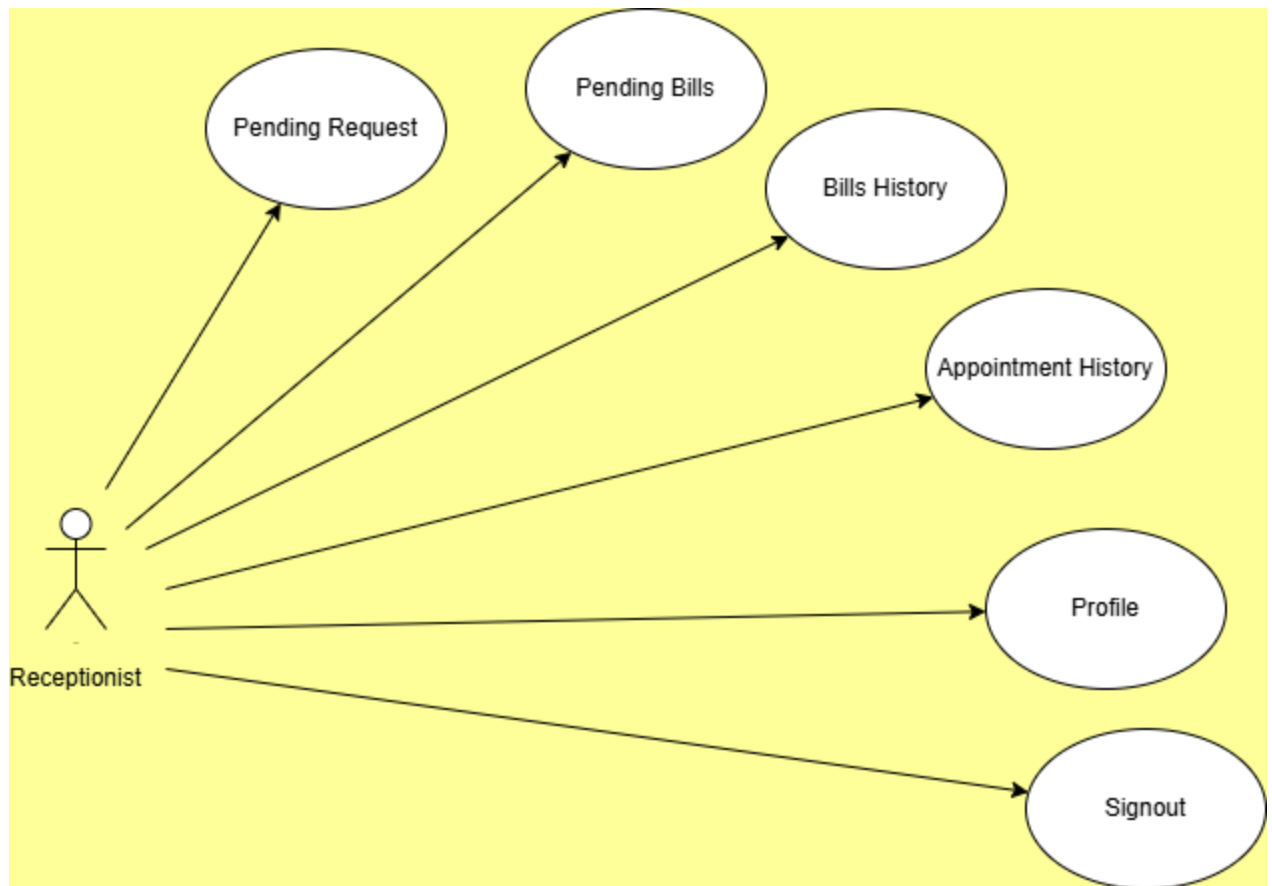 Pending Bills
Pending Request
Bills History
Appointment History
Profile
Receptionist
Signout